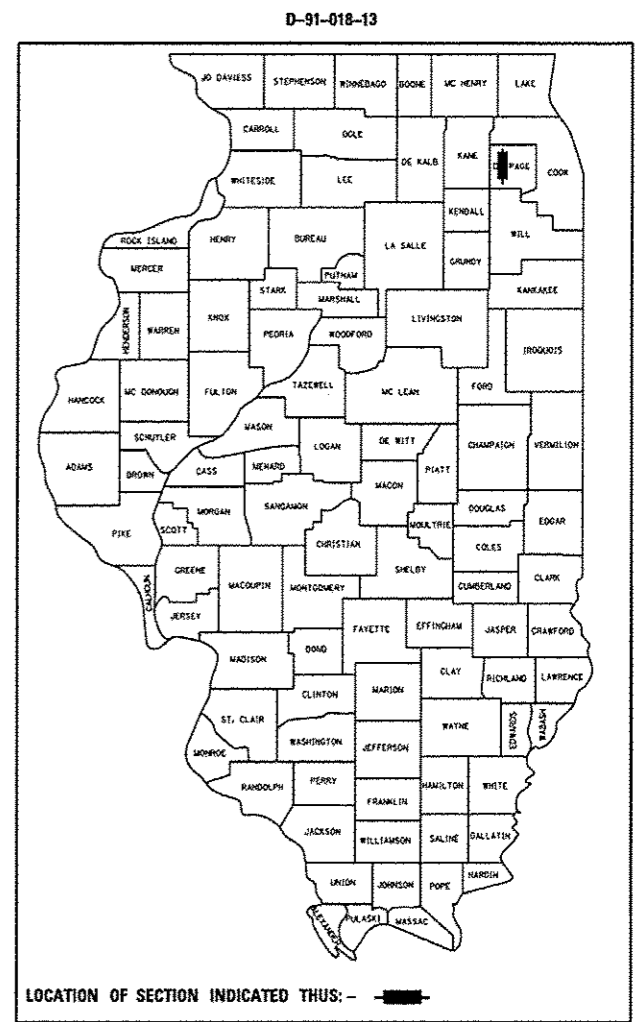 D-91-018-13
JO DAVIESS STEPHENSON WINNEBAGO BOONE MC HENRY LAKE
CARROLL OGLE
DE KALB KANE PAGE COOK
WHITESIDE LEE
KENDALL
ROCK ISLAND HENRY BUREAU LA SALLE WILL
MERCER PUTNAM GRUNDY
STARK MARSHALL KANKAKEE
HENDERSON WARREN KNOX PEORIA WOODFORD LIVINGSTON IROQUOIS
HANCOCK MC DONOUGH FULTON TAZEWELL MC LEAN FORD
MASON
SCHUYLER LOGAN DE WITT CHAMPAIGN VERMILION
ADAMS BROWN CASS MENARD MACON PIATT
PIKE SCOTT MORGAN SANGAMON MOULTRIE DOUGLAS EDGAR
CHRISTIAN COLES
CALHOUN GREENE MACOUPIN MONTGOMERY SHELBY CUMBERLAND CLARK
JERSEY
FAYETTE EFFINGHAM JASPER CRAWFORD
MADISON BOND
CLAY RICHLAND LAWRENCE
CLINTON MARION
ST. CLAIR WAYNE EDWARDS WABASH
WASHINGTON JEFFERSON
MONROE
RANDOLPH PERRY HAMILTON WHITE
FRANKLIN
JACKSON WILLIAMSON SALINE GALLATIN
UNION JOHNSON POPE HARDIN
ALEXANDER PULASKI MASSAC
LOCATION OF SECTION INDICATED THUS: -